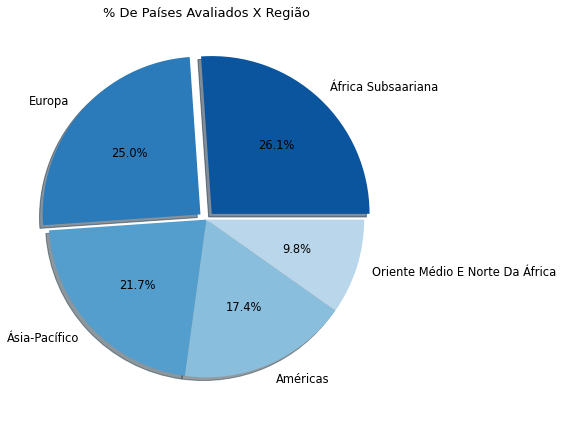 % De Países Avaliados X Região
África Subsaariana
26.1%
Europa
25.0%
Ásia-Pacífico
21.7%
Américas
17.4%
Oriente Médio E Norte Da África
9.8%